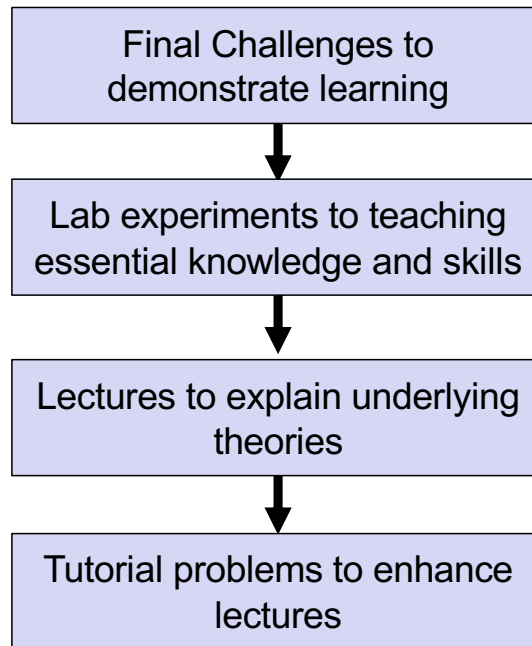 Final Challenges to
demonstrate learning
Lab experiments to teaching
essential knowledge and skills
Lectures to explain underlying
theories
Tutorial problems to enhance
lectures